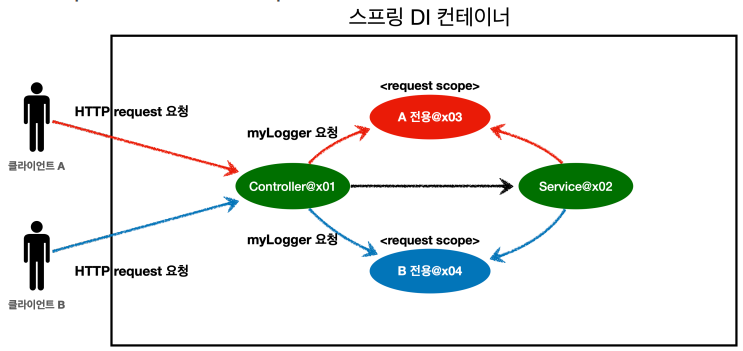 스프링 DI 컨테이너
<request scope>
HTTP request 요청
A 전용@x03
myLogger 요청
클라이언트 A
Controller@x01
Service@x02
myLogger 요청
<request scope>
HTTP request 요청
B 전용@x04
클라이언트 B